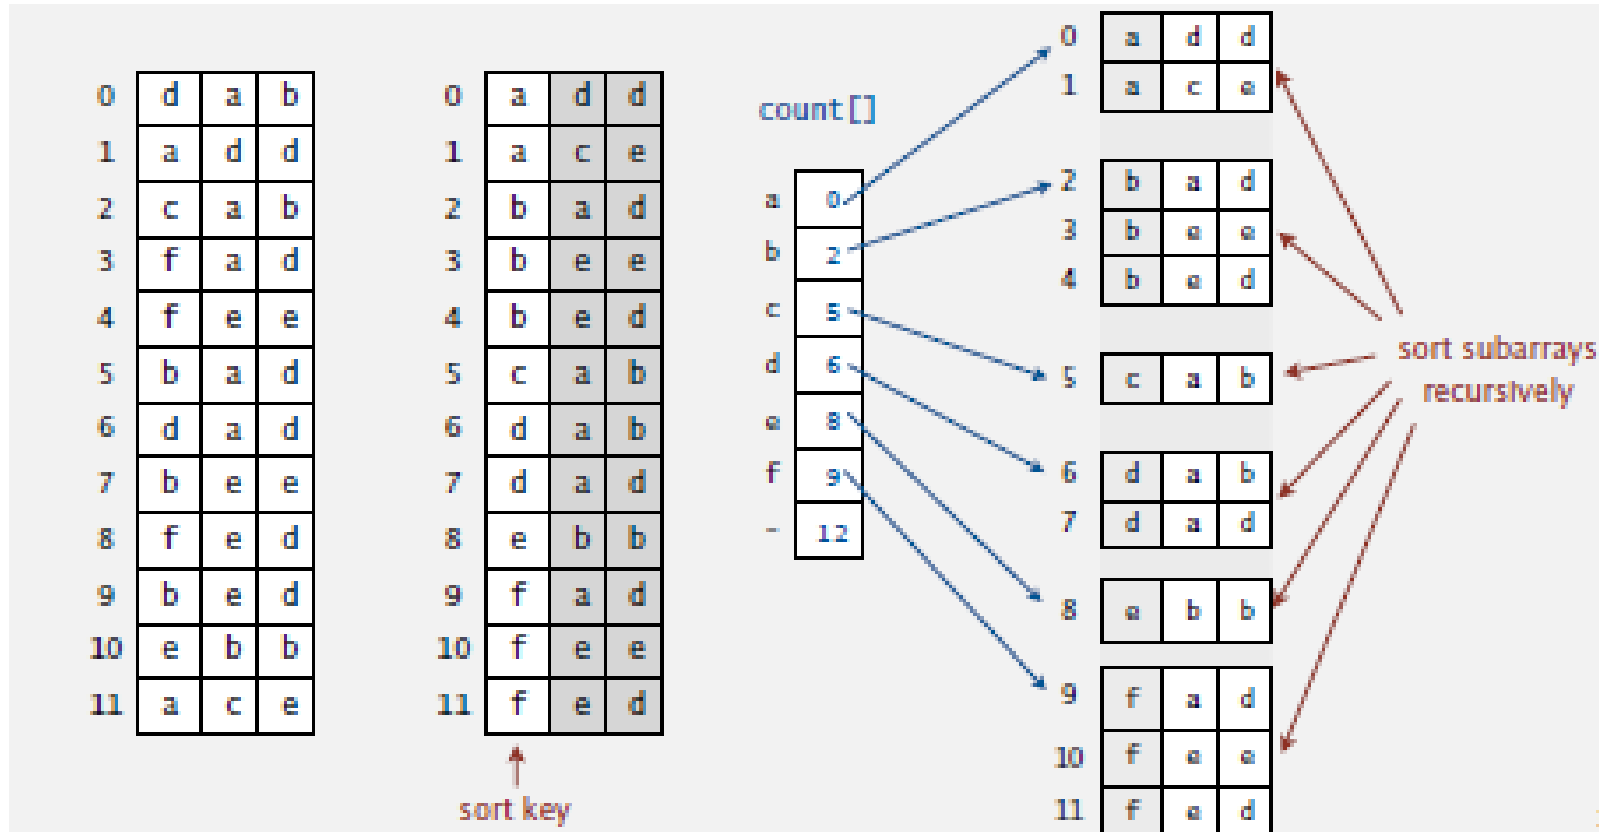 0 d a b
1 a d d
2 c a b
3 f a d
4 f e e
5 b a d
6 d a d
7 b e e
8 f e d
9 b e d
10 e b b
11 a c e
0 a d d
1 a c e
2 b a d
3 b e e
4 b e d
5 c a b
6 d a b
7 d a d
8 e b b
9 f a d
10 f e e
11 f e d
sort key
count[]
a 0
b 2
c 5
d 6
e 8
f 9
- 12
0 a d d
1 a c e
2 b a d
3 b e e
4 b e d
5 c a b
6 d a b
7 d a d
8 e b b
9 f a d
10 f e e
11 f e d
sort subarrays
recursively